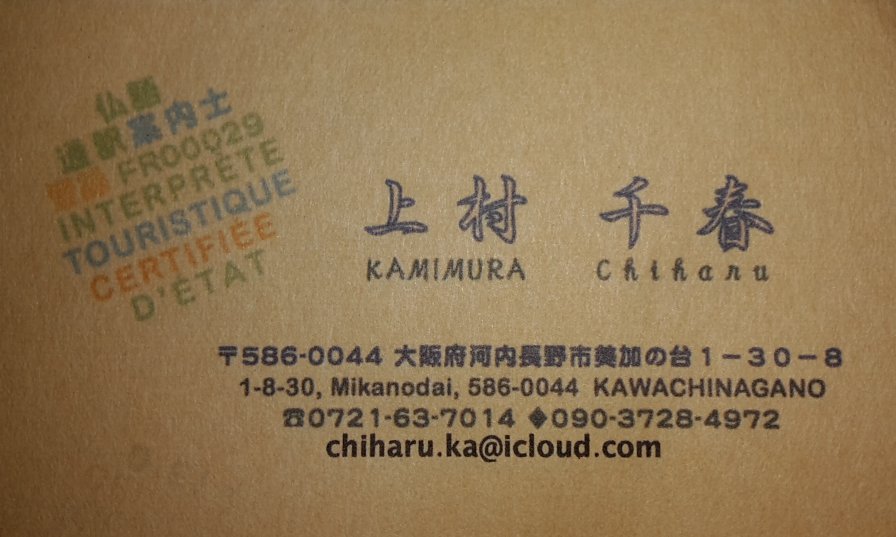 仏語
通訳案内士
登録 FR00029
INTERPRÈTE
TOURISTIQUE
CERTIFIÉE
D'ÉTAT
上村 千春
KAMIMURA Chiharu
〒586-0044 大阪府河内長野市美加の台1-30-8
1-8-30, Mikanodai, 586-0044 KAWACHINAGANO
☎0721-63-7014 ◆090-3728-4972
chiharu.ka@icloud.com